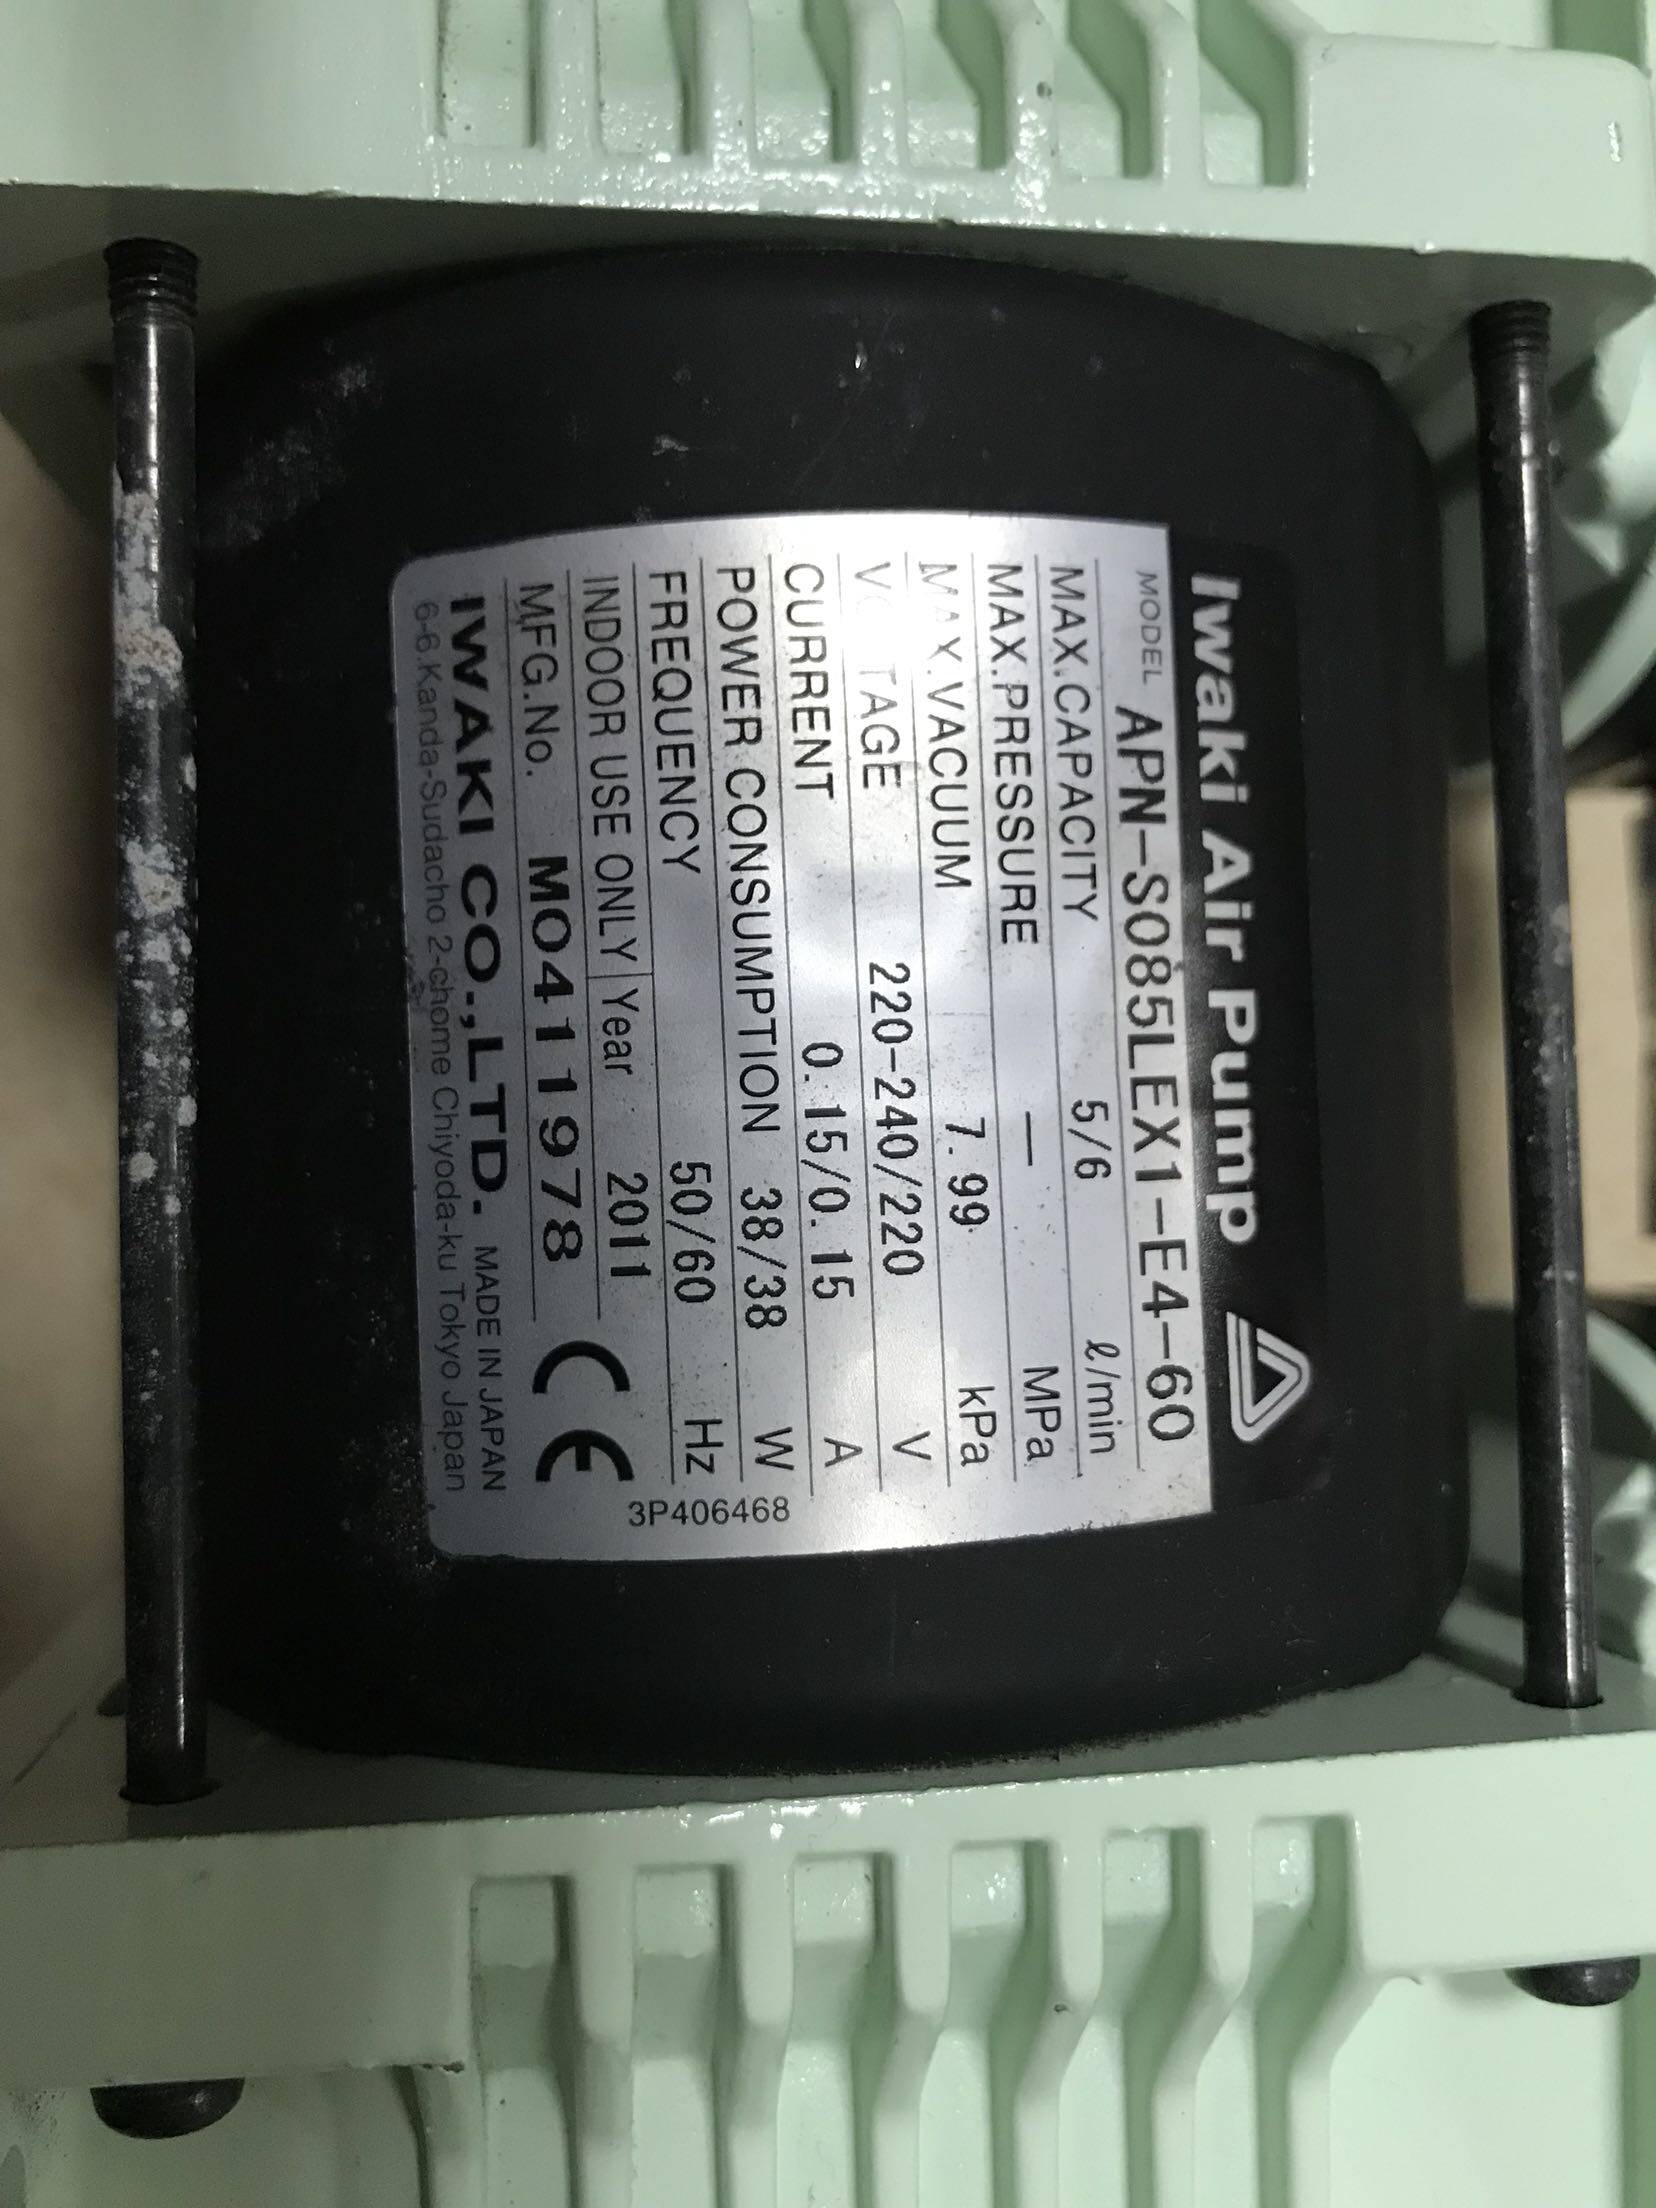 Iwaki Air Pump
MODEL APN-S085LEX1-E4-60
MAX.CAPACITY 5/6 ℓ/min
MAX.PRESSURE — MPa
MAX.VACUUM 7.99 kPa
VOLTAGE 220-240/220 V
CURRENT 0.15/0.15 A
POWER CONSUMPTION 38/38 W
FREQUENCY 50/60 Hz
INDOOR USE ONLY Year 2011
MFG.No. M0411978 CE
IWAKI CO.,LTD. MADE IN JAPAN
6-6.Kanda-Sudacho 2-chome Chiyoda-ku Tokyo Japan
3P406468